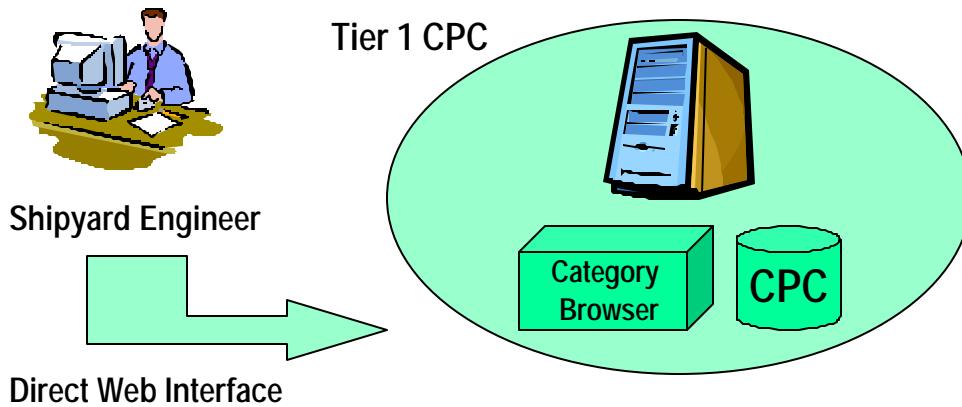 Tier 1 CPC
Shipyard Engineer
Category
Browser
CPC
Direct Web Interface